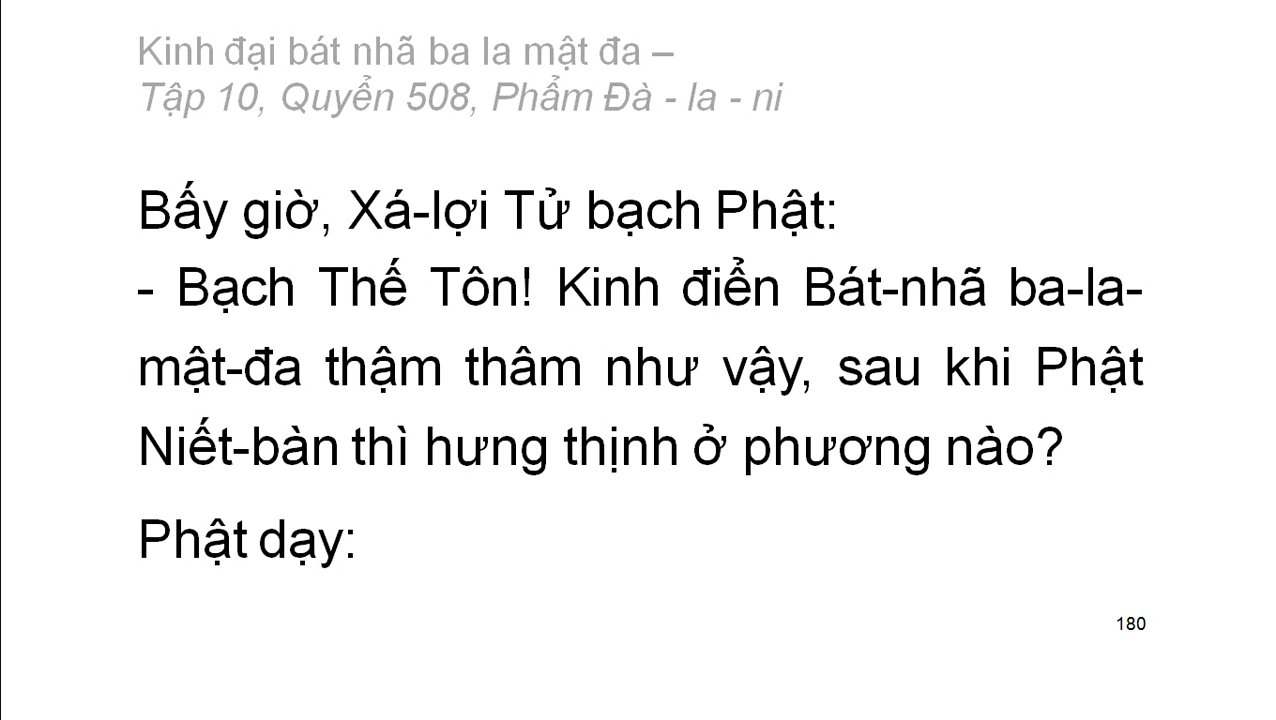 Kinh đại bát nhã ba la mật đa –
Tập 10, Quyển 508, Phẩm Đà - la - ni
Bấy giờ, Xá-lợi Tử bạch Phật:
- Bạch Thế Tôn! Kinh điển Bát-nhã ba-la-
mật-đa thậm thâm như vậy, sau khi Phật
Niết-bàn thì hưng thịnh ở phương nào?
Phật dạy:
180